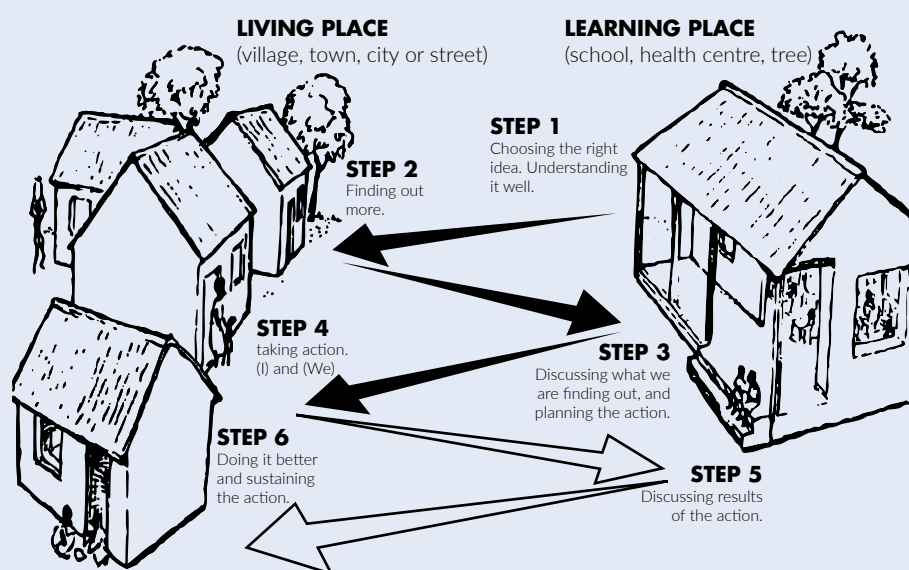 LIVING PLACE
(village, town, city or street)
LEARNING PLACE
(school, health centre, tree)
STEP 1
Choosing the right
idea. Understanding
it well.
STEP 2
Finding out
more.
STEP 3
Discussing what we
are finding out, and
planning the action.
STEP 4
taking action.
(I) and (We)
STEP 5
Discussing results
of the action.
STEP 6
Doing it better
and sustaining
the action.